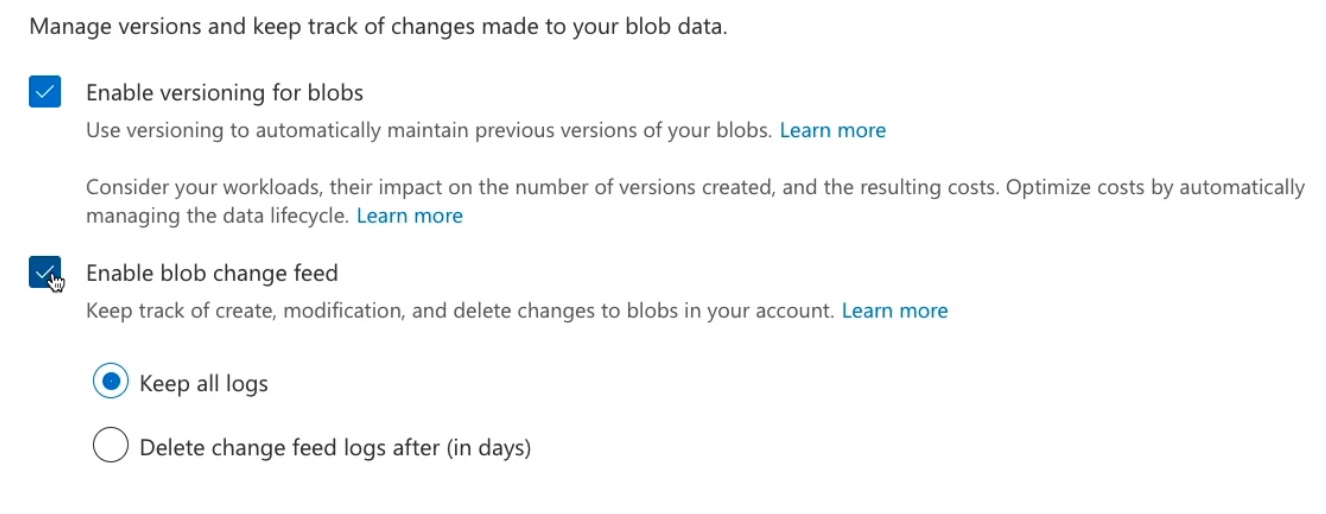 Manage versions and keep track of changes made to your blob data.
Enable versioning for blobs
Use versioning to automatically maintain previous versions of your blobs. Learn more
Consider your workloads, their impact on the number of versions created, and the resulting costs. Optimize costs by automatically
managing the data lifecycle. Learn more
Enable blob change feed
Keep track of create, modification, and delete changes to blobs in your account. Learn more
Keep all logs
Delete change feed logs after (in days)